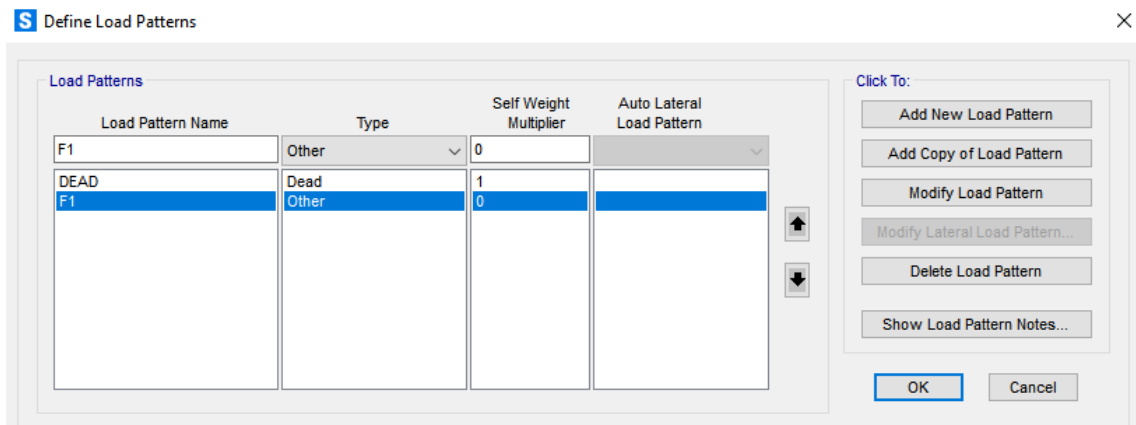 S Define Load Patterns
Load Patterns
Click To:
Load Pattern Name
Type
Self Weight
Multiplier
Auto Lateral
Load Pattern
F1
Other
0
DEAD
Dead
1
F1
Other
0
Add New Load Pattern
Add Copy of Load Pattern
Modify Load Pattern
Modify Lateral Load Pattern...
Delete Load Pattern
Show Load Pattern Notes...
OK
Cancel